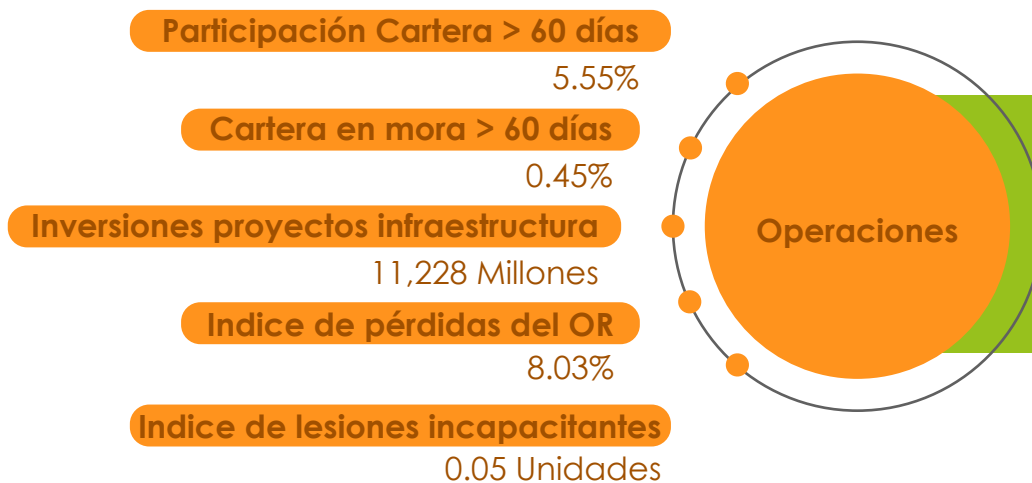 Participación Cartera > 60 días
5.55%
Cartera en mora > 60 días
0.45%
Inversiones proyectos infraestructura
11,228 Millones
Indice de pérdidas del OR
8.03%
Indice de lesiones incapacitantes
0.05 Unidades
Operaciones